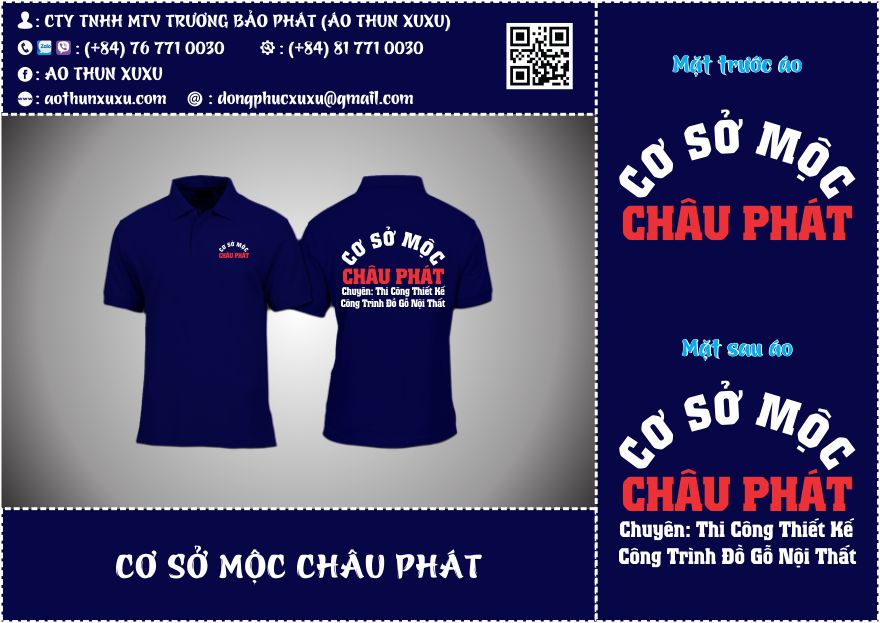 : CTY TNHH MTV TRƯƠNG BẢO PHÁT (ÁO THUN XUXU)
Zalo : (+84) 76 771 0030 : (+84) 81 771 0030
f : AO THUN XUXU
www : aothunxuxu.com @ : dongphucxuxu@gmail.com
CƠ SỞ MỘC
CHÂU PHÁT
CƠ SỞ MỘC
CHÂU PHÁT
Chuyên: Thi Công Thiết Kế
Công Trình Đồ Gỗ Nội Thất
CƠ SỞ MỘC CHÂU PHÁT
Mặt trước áo
CƠ SỞ MỘC
CHÂU PHÁT
Mặt sau áo
CƠ SỞ MỘC
CHÂU PHÁT
Chuyên: Thi Công Thiết Kế
Công Trình Đồ Gỗ Nội Thất